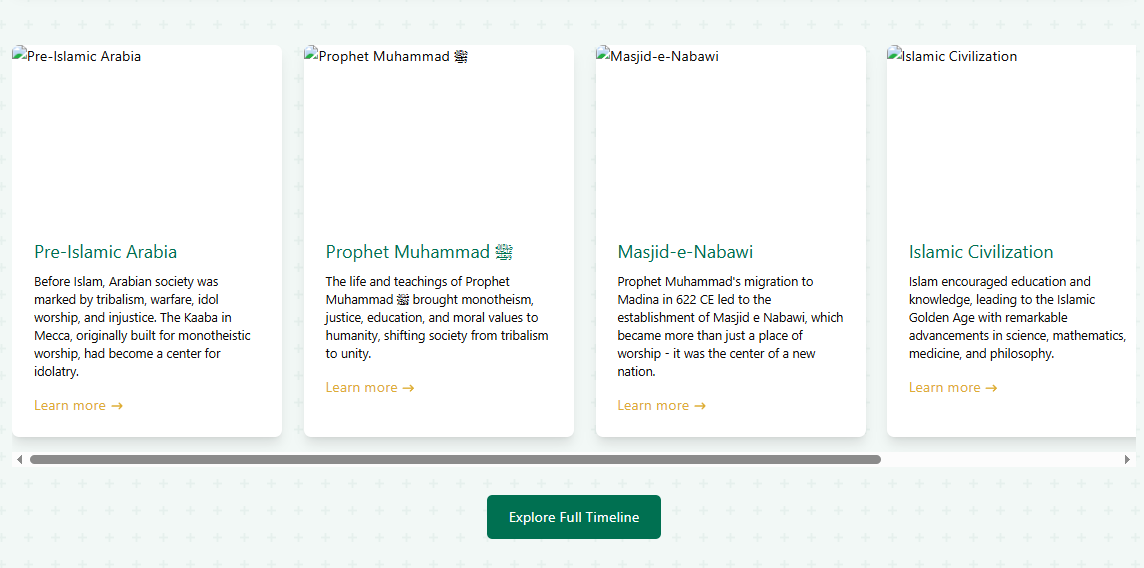 Pre-Islamic Arabia
Prophet Muhammad ﷺ
Masjid-e-Nabawi
Islamic Civilization
Pre-Islamic Arabia
Before Islam, Arabian society was
marked by tribalism, warfare, idol
worship, and injustice. The Kaaba in
Mecca, originally built for monotheistic
worship, had become a center for
idolatry.
Learn more →
Prophet Muhammad ﷺ
The life and teachings of Prophet
Muhammad ﷺ brought monotheism,
justice, education, and moral values to
humanity, shifting society from tribalism
to unity.
Learn more →
Masjid-e-Nabawi
Prophet Muhammad's migration to
Madina in 622 CE led to the
establishment of Masjid e Nabawi, which
became more than just a place of
worship - it was the center of a new
nation.
Learn more →
Islamic Civilization
Islam encouraged education and
knowledge, leading to the Islamic
Golden Age with remarkable
advancements in science, mathematics,
medicine, and philosophy.
Learn more →
Explore Full Timeline